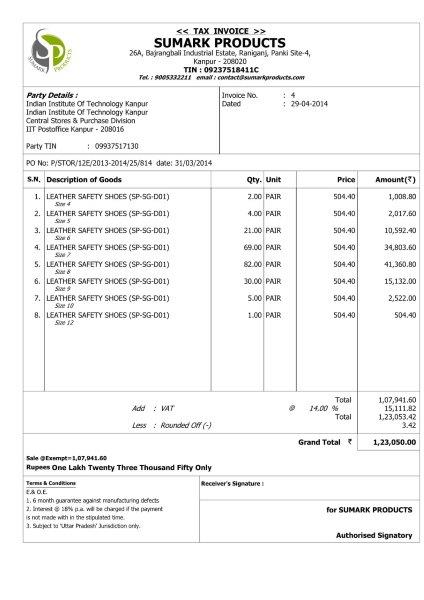 SUMARK PRODUCTS
<< TAX INVOICE >>
SUMARK PRODUCTS
26A, Bajrangbali Industrial Estate, Raniganj, Panki Site-4,
Kanpur - 208020
TIN : 09237518411C
Tel. : 9005332211 email : contact@sumarkproducts.com
Party Details :
Indian Institute Of Technology Kanpur
Indian Institute Of Technology Kanpur
Central Stores & Purchase Division
IIT Postoffice Kanpur - 208016
Party TIN : 09937517130
Invoice No. : 4
Dated : 29-04-2014
PO No: P/STOR/12E/2013-2014/25/814 date: 31/03/2014
S.N. Description of Goods Qty. Unit Price Amount(₹)
1. LEATHER SAFETY SHOES (SP-SG-D01) 2.00 PAIR 504.40 1,008.80
Size 4
2. LEATHER SAFETY SHOES (SP-SG-D01) 4.00 PAIR 504.40 2,017.60
Size 5
3. LEATHER SAFETY SHOES (SP-SG-D01) 21.00 PAIR 504.40 10,592.40
Size 6
4. LEATHER SAFETY SHOES (SP-SG-D01) 69.00 PAIR 504.40 34,803.60
Size 7
5. LEATHER SAFETY SHOES (SP-SG-D01) 82.00 PAIR 504.40 41,360.80
Size 8
6. LEATHER SAFETY SHOES (SP-SG-D01) 30.00 PAIR 504.40 15,132.00
Size 9
7. LEATHER SAFETY SHOES (SP-SG-D01) 5.00 PAIR 504.40 2,522.00
Size 10
8. LEATHER SAFETY SHOES (SP-SG-D01) 1.00 PAIR 504.40 504.40
Size 12
Total 1,07,941.60
Add : VAT @ 14.00 % 15,111.82
Total 1,23,053.42
Less : Rounded Off (-) 3.42
Grand Total ₹ 1,23,050.00
Sale @Exempt=1,07,941.60
Rupees One Lakh Twenty Three Thousand Fifty Only
Terms & Conditions
E.& O.E.
1. 6 month guarantee against manufacturing defects
2. Interest @ 18% p.a. will be charged if the payment
is not made with in the stipulated time.
3. Subject to 'Uttar Pradesh' Jurisdiction only.
Receiver's Signature :
for SUMARK PRODUCTS
Authorised Signatory